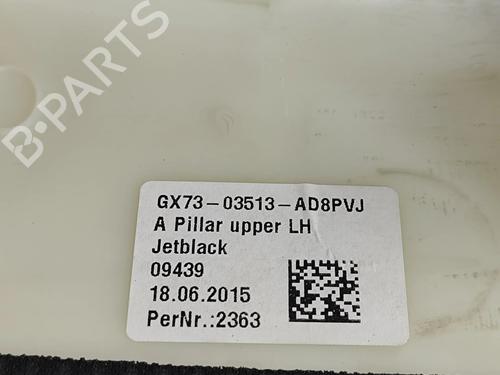 B-PARTS
GX73-03513-AD8PVJ
A Pillar upper LH
Jetblack
09439
18.06.2015
PerNr.:2363